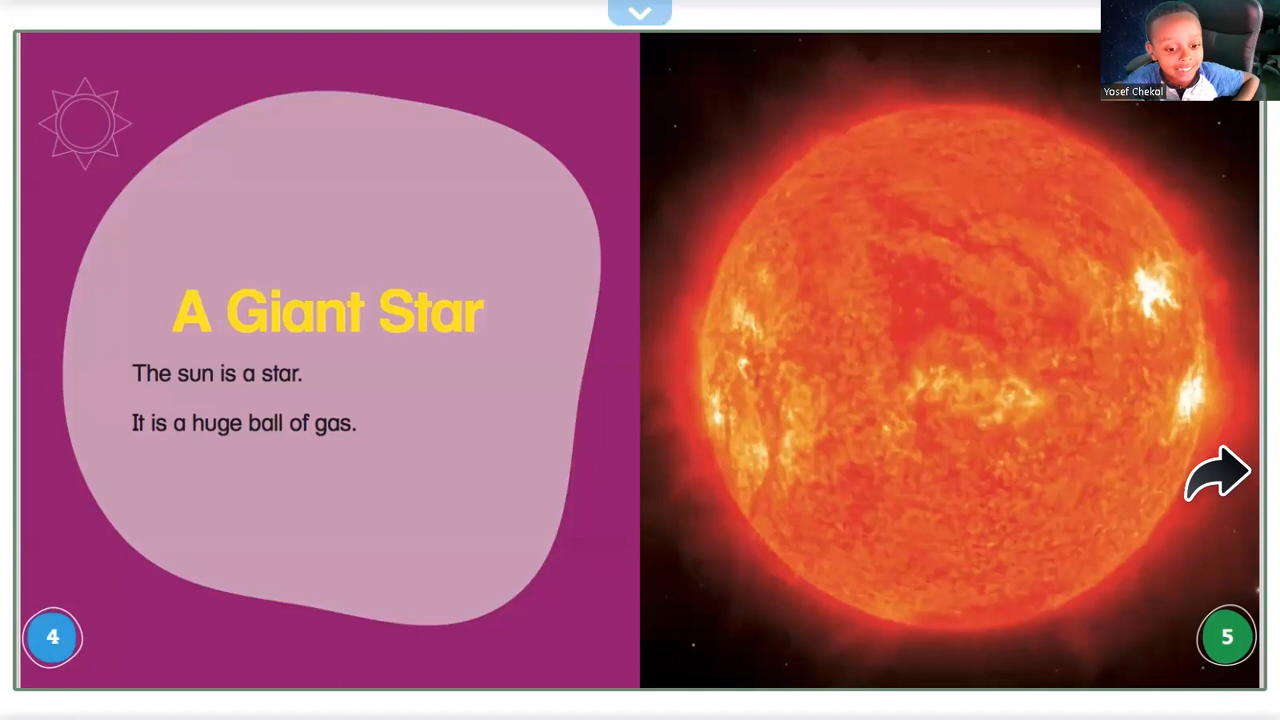 Yosef Chekol
A Giant Star
The sun is a star.
It is a huge ball of gas.
4
5